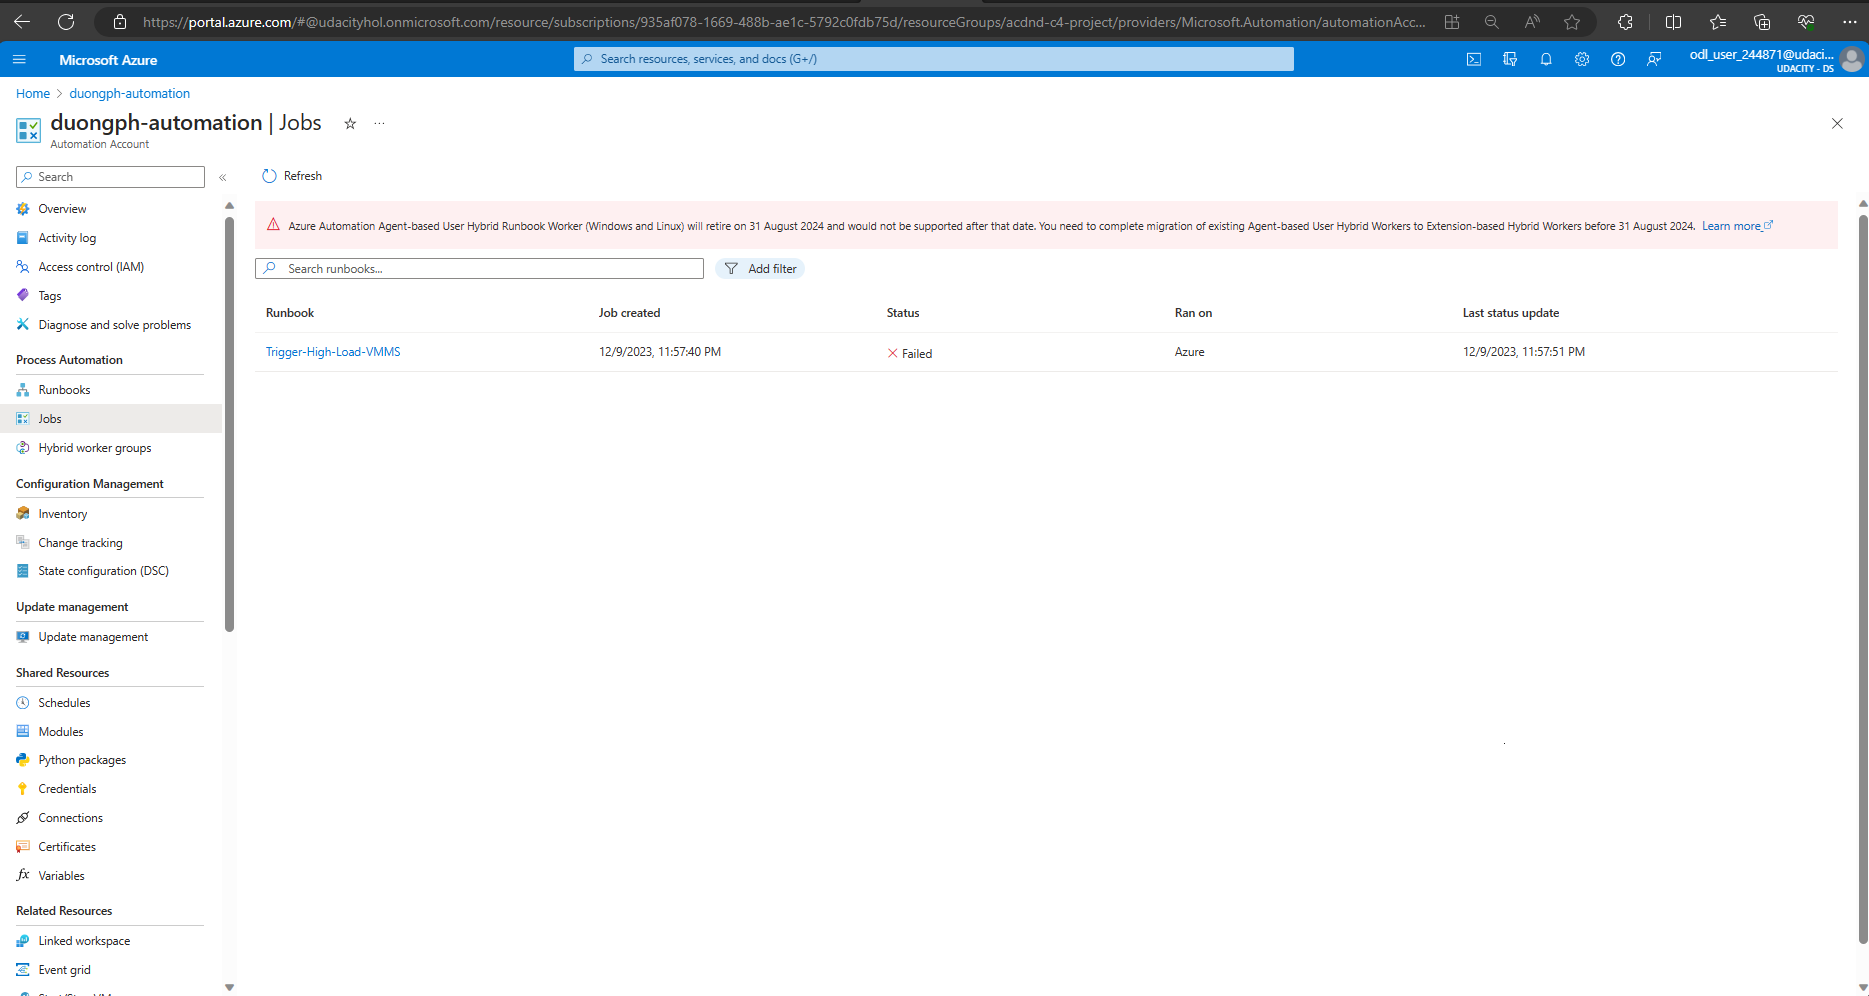 https://portal.azure.com/#@udacityhol.onmicrosoft.com/resource/subscriptions/935af078-1669-488b-ae1c-5792c0fdb75d/resourceGroups/acdnd-c4-project/providers/Microsoft.Automation/automationAcc...
Microsoft Azure
Search resources, services, and docs (G+/)
odl_user_244871@udaci...
UDACITY - DS
Home > duongph-automation
duongph-automation | Jobs
Automation Account
Search
Refresh
Overview
Activity log
Access control (IAM)
Tags
Diagnose and solve problems
Process Automation
Runbooks
Jobs
Hybrid worker groups
Configuration Management
Inventory
Change tracking
State configuration (DSC)
Update management
Update management
Shared Resources
Schedules
Modules
Python packages
Credentials
Connections
Certificates
Variables
Related Resources
Linked workspace
Event grid
Azure Automation Agent-based User Hybrid Runbook Worker (Windows and Linux) will retire on 31 August 2024 and would not be supported after that date. You need to complete migration of existing Agent-based User Hybrid Workers to Extension-based Hybrid Workers before 31 August 2024. Learn more
Search runbooks...
Add filter
Runbook Job created Status Ran on Last status update
Trigger-High-Load-VMMS 12/9/2023, 11:57:40 PM Failed Azure 12/9/2023, 11:57:51 PM